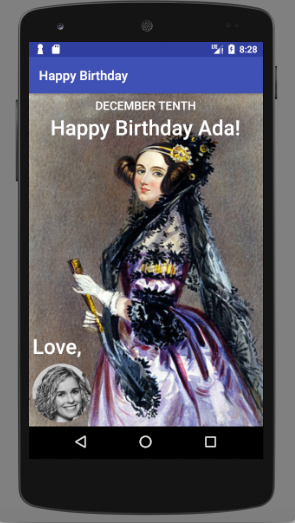 8:28
Happy Birthday
DECEMBER TENTH
Happy Birthday Ada!
Love,